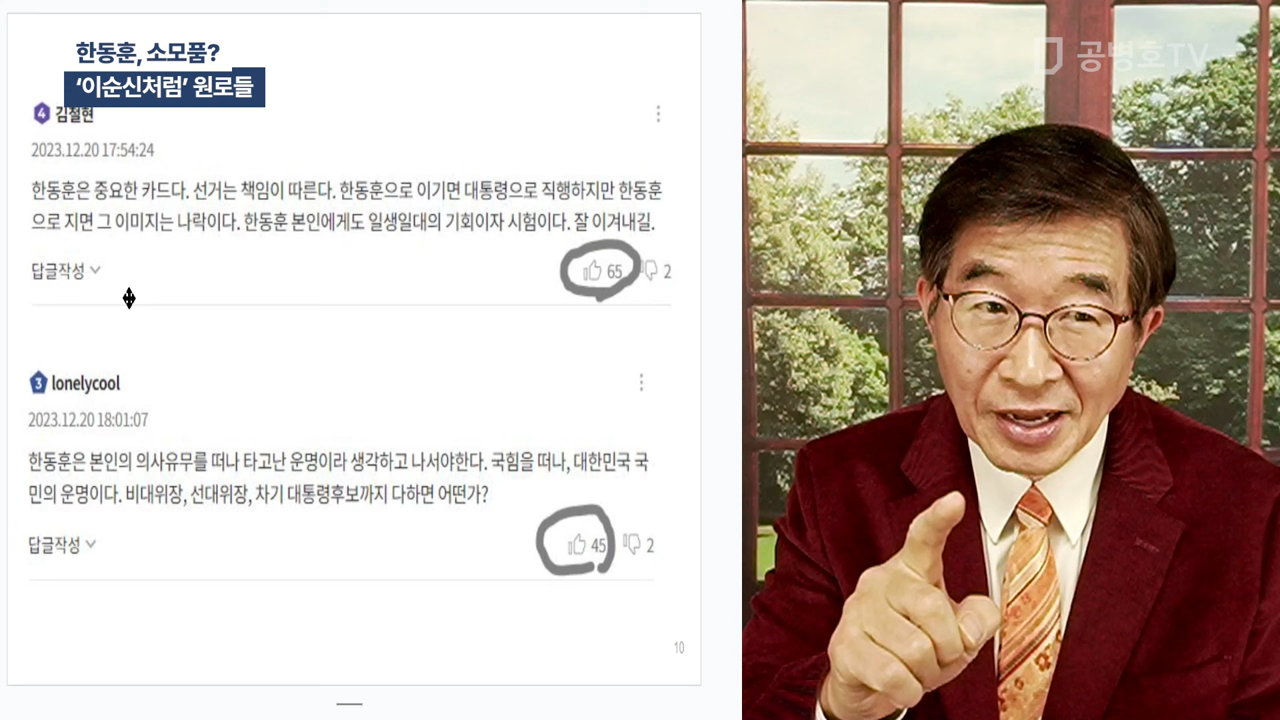 한동훈, 소모품?
‘이순신처럼’ 원로들
공병호TV
4 김철현
2023.12.20 17:54:24
한동훈은 중요한 카드다. 선거는 책임이 따른다. 한동훈으로 이기면 대통령으로 직행하지만 한동훈
으로 지면 그 이미지는 나락이다. 한동훈 본인에게도 일생일대의 기회이자 시험이다. 잘 이겨내길.
답글작성
65 2
3 lonelycool
2023.12.20 18:01:07
한동훈은 본인의 의사유무를 떠나 타고난 운명이라 생각하고 나서야한다. 국힘을 떠나, 대한민국 국
민의 운명이다. 비대위장, 선대위장, 차기 대통령후보까지 다하면 어떤가?
답글작성
45 2
10